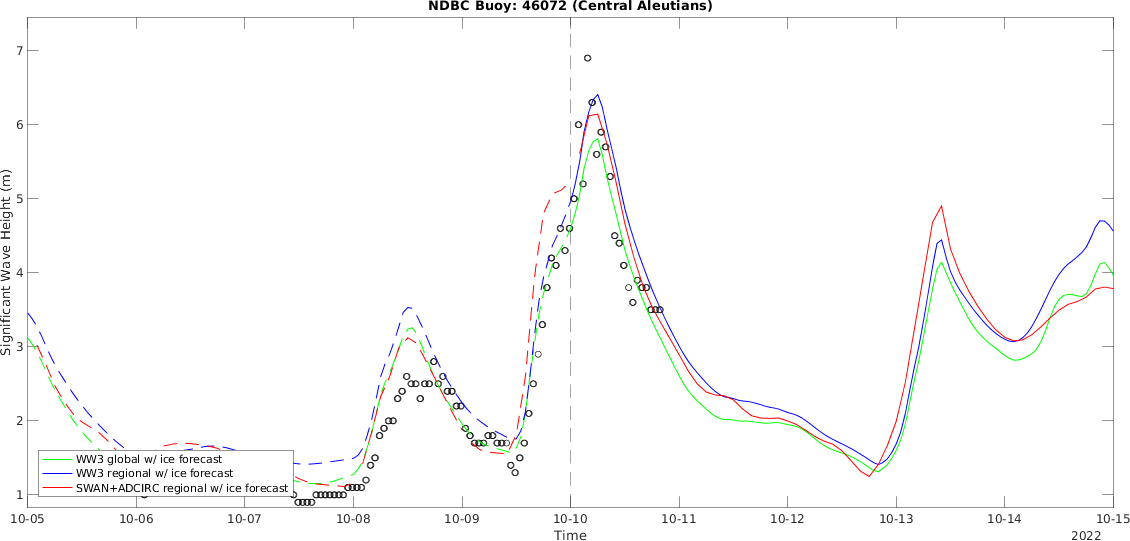 NDBC Buoy: 46072 (Central Aleutians)
7
6
5
4
3
2
1
Significant Wave Height (m)
WW3 global w/ ice forecast
WW3 regional w/ ice forecast
SWAN+ADCIRC regional w/ ice forecast
10-05 10-06 10-07 10-08 10-09 10-10 10-11 10-12 10-13 10-14 10-15
Time
2022